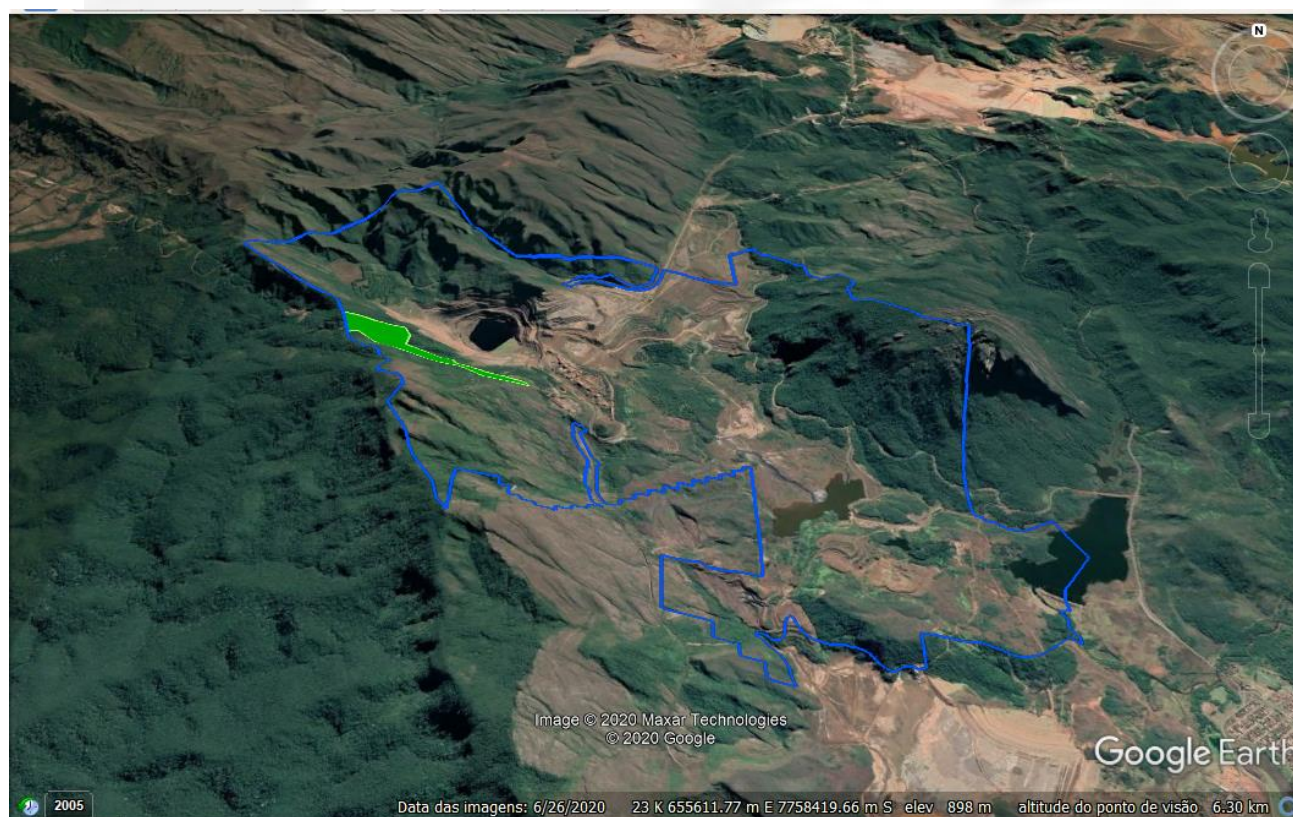 N
Image © 2020 Maxar Technologies
© 2020 Google
Google Earth
2005
Data das imagens: 6/26/2020 23 K 655611.77 m E 7758419.66 m S elev 898 m altitude do ponto de visão 6.30 km